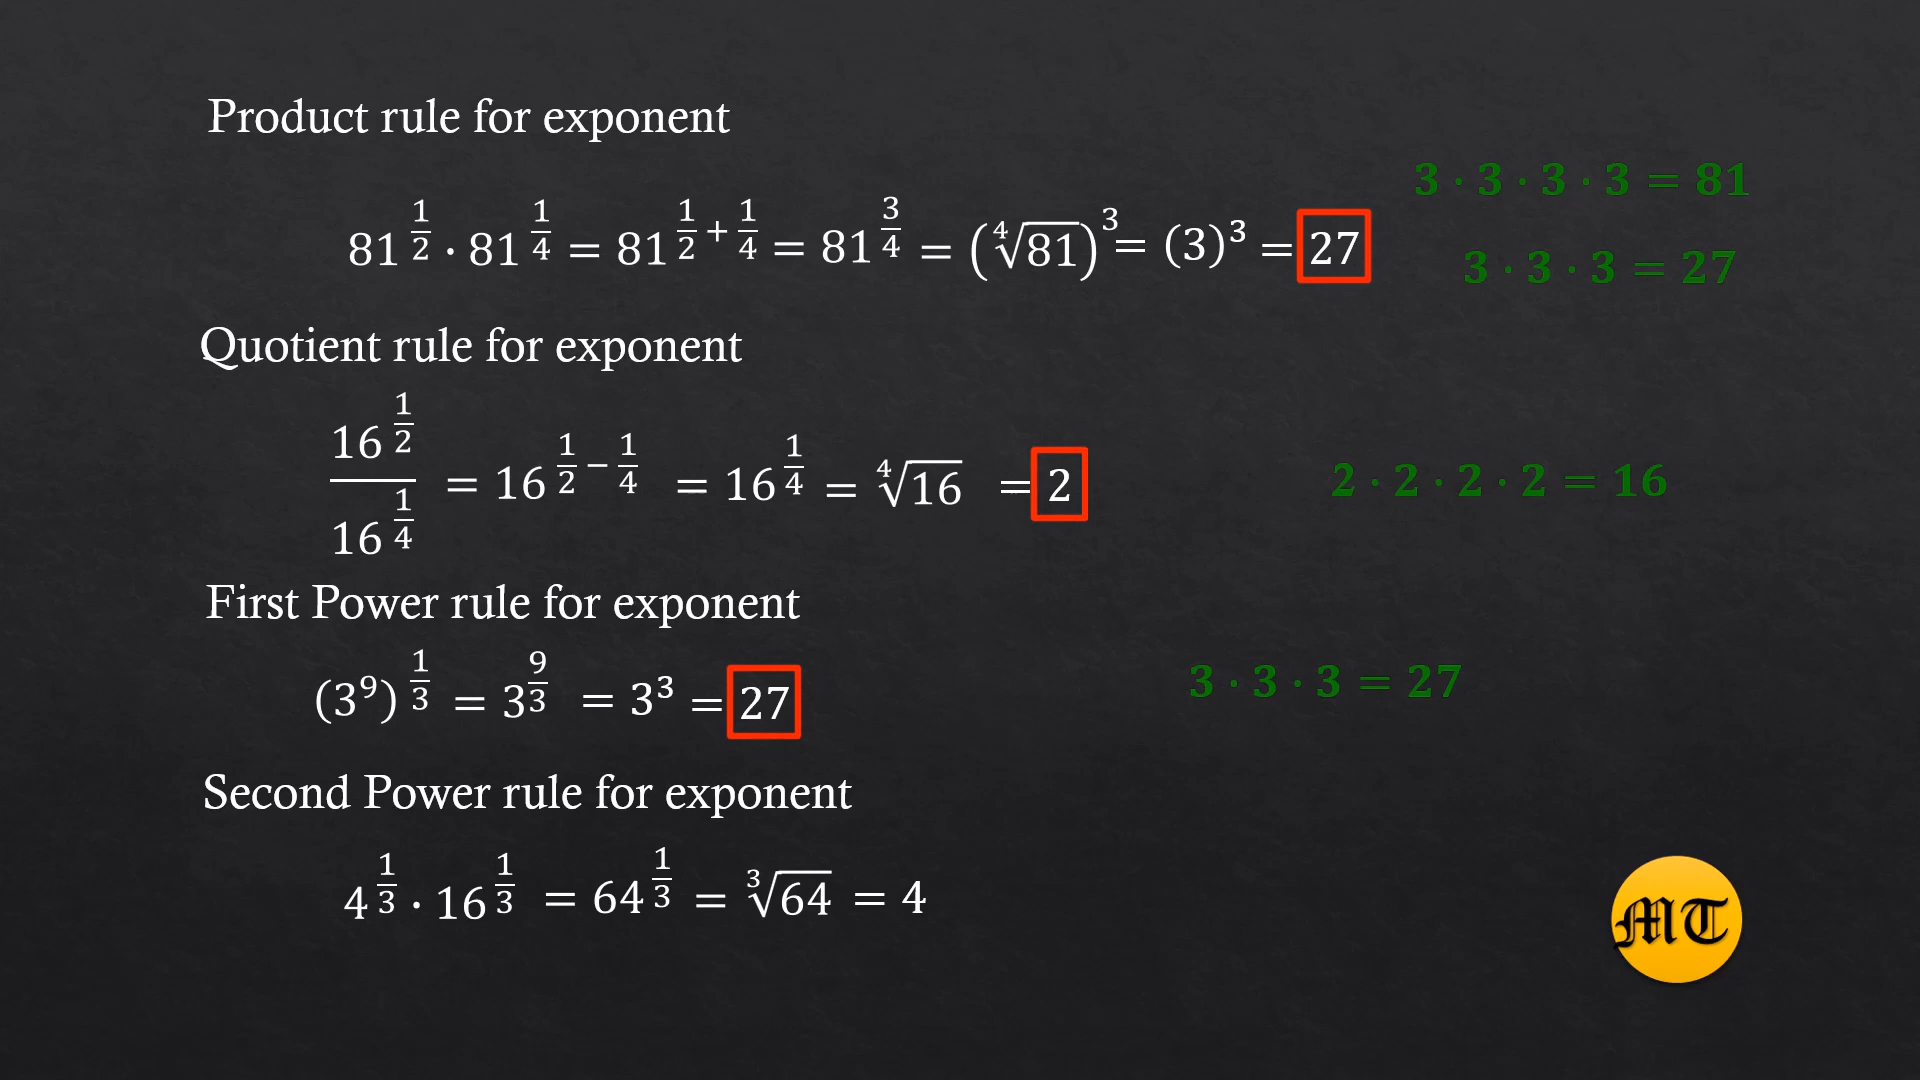 Product rule for exponent
3 · 3 · 3 · 3 = 81
81^(1/2) · 81^(1/4) = 81^(1/2 + 1/4) = 81^(3/4) = (∜81)³ = (3)³ = 27
3 · 3 · 3 = 27
Quotient rule for exponent
16^(1/2) / 16^(1/4) = 16^(1/2 − 1/4) = 16^(1/4) = ∜16 = 2
2 · 2 · 2 · 2 = 16
First Power rule for exponent
(3⁹)^(1/3) = 3^(9/3) = 3³ = 27
3 · 3 · 3 = 27
Second Power rule for exponent
4^(1/3) · 16^(1/3) = 64^(1/3) = ∛64 = 4
MT